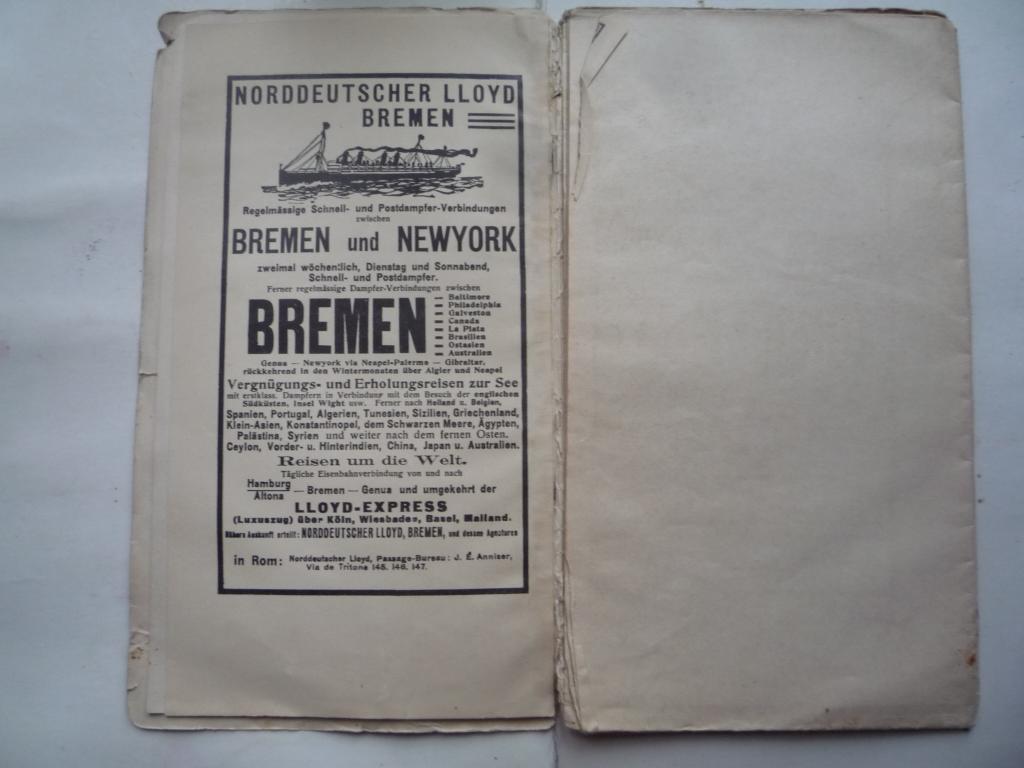 NORDDEUTSCHER LLOYD
BREMEN
Regelmässige Schnell- und Postdampfer-Verbindungen
zwischen
BREMEN und NEWYORK
zweimal wöchentlich, Dienstag und Sonnabend,
Schnell- und Postdampfer.
Ferner regelmässige Dampfer-Verbindungen zwischen
BREMEN
— Baltimore
— Philadelphia
— Galveston
— Canada
— La Plata
— Brasilien
— Ostasien
— Australien
Genua — Newyork via Neapel-Palermo — Gibraltar,
rückkehrend in den Wintermonaten über Algier und Neapel
Vergnügungs- und Erholungsreisen zur See
mit erstklass. Dampfern in Verbindung mit dem Besuch der englischen
Südküsten, Insel Wight usw. Ferner nach Holland u. Belgien,
Spanien, Portugal, Algerien, Tunesien, Sizilien, Griechenland,
Klein-Asien, Konstantinopel, dem Schwarzen Meere, Ägypten,
Palästina, Syrien und weiter nach dem fernen Osten.
Ceylon, Vorder- u. Hinterindien, China, Japan u. Australien.
Reisen um die Welt.
Tägliche Eisenbahnverbindung von und nach
Hamburg
Altona — Bremen — Genua und umgekehrt der
LLOYD-EXPRESS
(Luxuszug) über Köln, Wiesbaden, Basel, Mailand.
Nähere Auskunft erteilt: NORDDEUTSCHER LLOYD, BREMEN, und dessen Agenturen
in Rom: Norddeutscher Lloyd, Passage-Bureau: J. É. Anniser,
Via de Tritone 145. 146. 147.